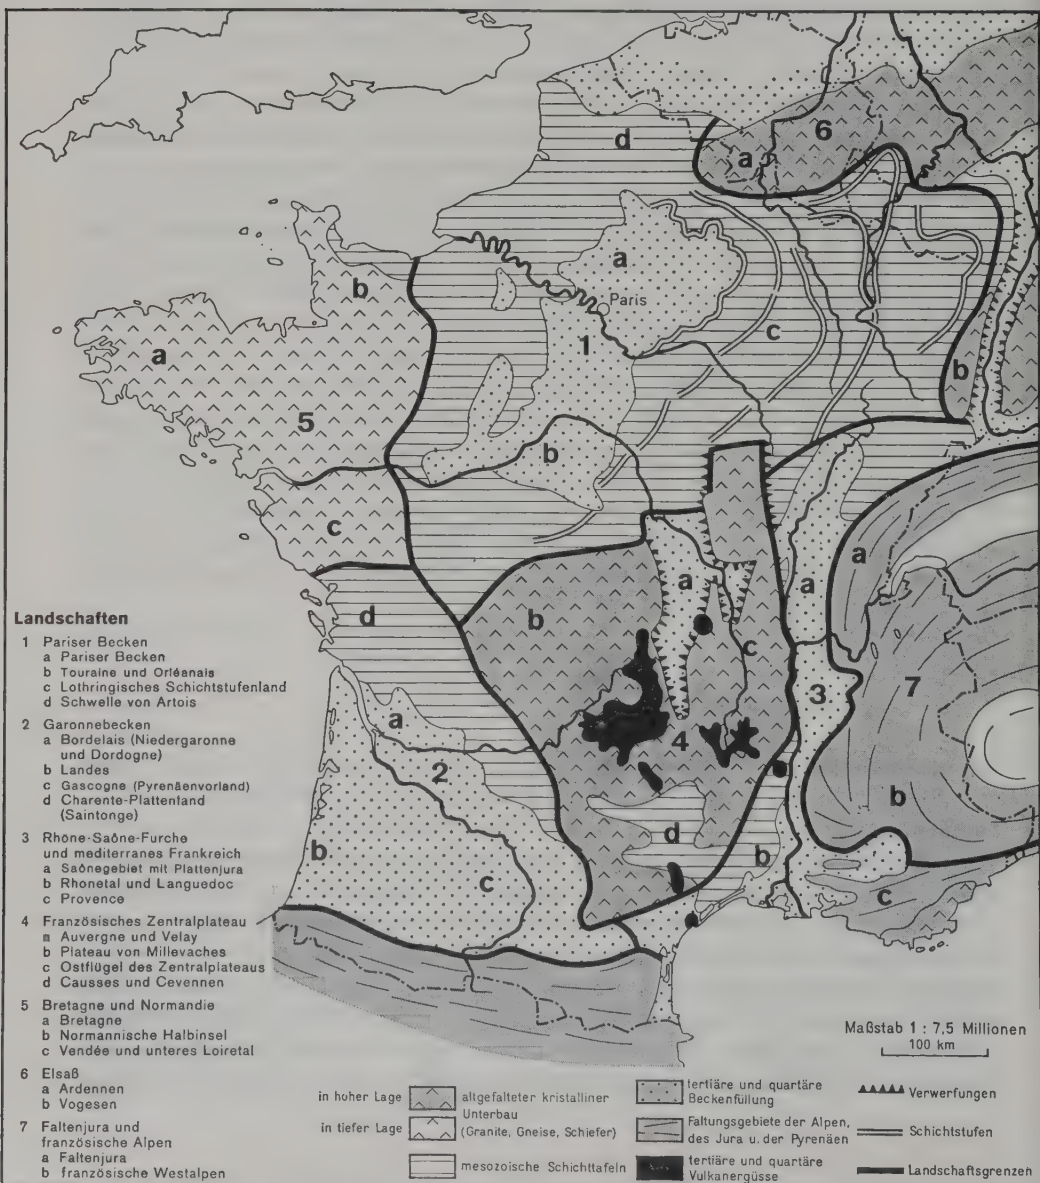 d
6
a
a
b
Paris
1
c
a
b
5
b
c
a
a
a
b
d
c
3
7
a
2
4
b
d
b
b
c
c
Landschaften
1 Pariser Becken
a Pariser Becken
b Touraine und Orléanais
c Lothringisches Schichtstufenland
d Schwelle von Artois
2 Garonnebecken
a Bordelais (Niedergaronne
und Dordogne)
b Landes
c Gascogne (Pyrenäenvorland)
d Charente-Plattenland
(Saintonge)
3 Rhône-Saône-Furche
und mediterranes Frankreich
a Saônegebiet mit Plattenjura
b Rhonetal und Languedoc
c Provence
4 Französisches Zentralplateau
a Auvergne und Velay
b Plateau von Millevaches
c Ostflügel des Zentralplateaus
d Causses und Cevennen
5 Bretagne und Normandie
a Bretagne
b Normannische Halbinsel
c Vendée und unteres Loiretal
6 Elsaß
a Ardennen
b Vogesen
7 Faltenjura und
französische Alpen
a Faltenjura
b französische Westalpen
Maßstab 1 : 7,5 Millionen
100 km
in hoher Lage
in tiefer Lage
altgefalteter kristalliner
Unterbau
(Granite, Gneise, Schiefer)
mesozoische Schichttafeln
tertiäre und quartäre
Beckenfüllung
Faltungsgebiete der Alpen,
des Jura u. der Pyrenäen
tertiäre und quartäre
Vulkanergüsse
Verwerfungen
Schichtstufen
Landschaftsgrenzen